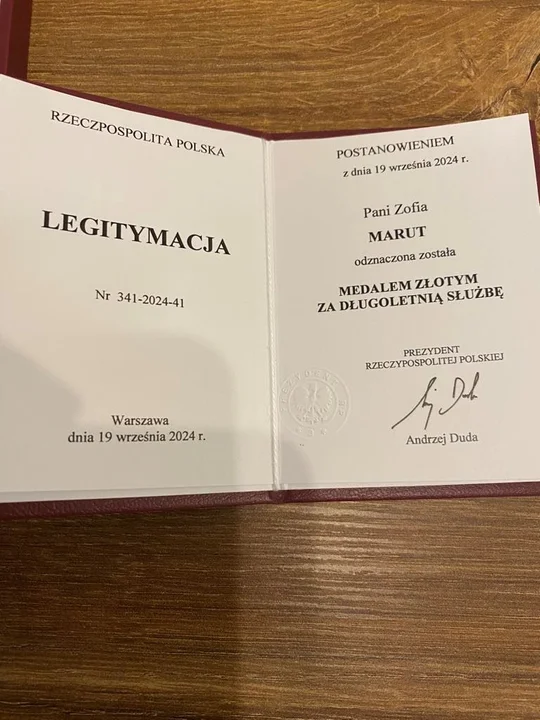 RZECZPOSPOLITA POLSKA
LEGITYMACJA
Nr 341-2024-41
Warszawa
dnia 19 września 2024 r.
POSTANOWIENIEM
z dnia 19 września 2024 r.
Pani Zofia
MARUT
odznaczona została
MEDALEM ZŁOTYM
ZA DŁUGOLETNIĄ SŁUŻBĘ
PREZYDENT
RZECZYPOSPOLITEJ POLSKIEJ
Andrzej Duda